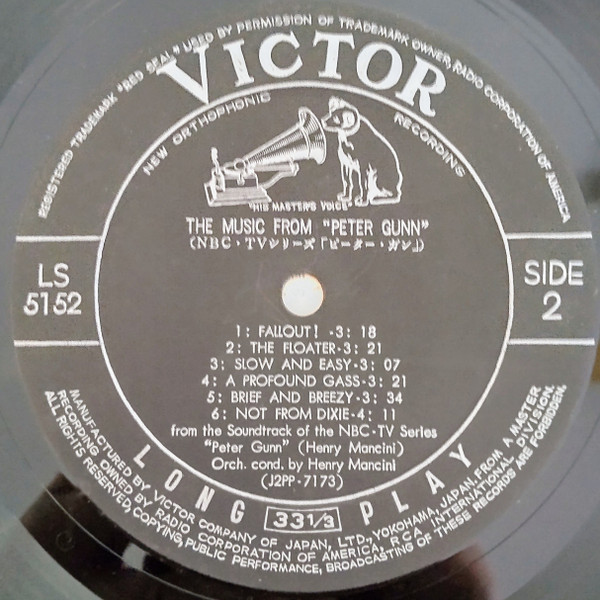 REGISTERED TRADEMARK "RED SEAL" USED BY PERMISSION OF TRADEMARK OWNER, RADIO CORPORATION OF AMERICA
VICTOR
NEW ORTHOPHONIC RECORDING
"HIS MASTER'S VOICE"
THE MUSIC FROM "PETER GUNN"
(NBC・TVシリーズ「ピーター・ガン」)
LS
5152
SIDE
2
1: FALLOUT! -3: 18
2: THE FLOATER-3: 21
3: SLOW AND EASY-3: 07
4: A PROFOUND GASS-3: 21
5: BRIEF AND BREEZY-3: 34
6: NOT FROM DIXIE-4: 11
from the Soundtrack of the NBC-TV Series
"Peter Gunn" (Henry Mancini)
Orch. cond. by Henry Mancini
(J2PP-7173)
LONG 33 1/3 PLAY
MANUFACTURED BY VICTOR COMPANY OF JAPAN, LTD., YOKOHAMA, JAPAN, FROM A MASTER
RECORDING OWNED BY RADIO CORPORATION OF AMERICA, RCA INTERNATIONAL DIVISION.
ALL RIGHTS RESERVED, COPYING, PUBLIC PERFORMANCE, BROADCASTING OF THESE RECORDS ARE FORBIDDEN.